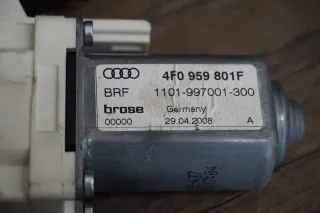 4F0 959 801F
BRF 1101-997001-300
brose Germany
00000 29.04.2008 A